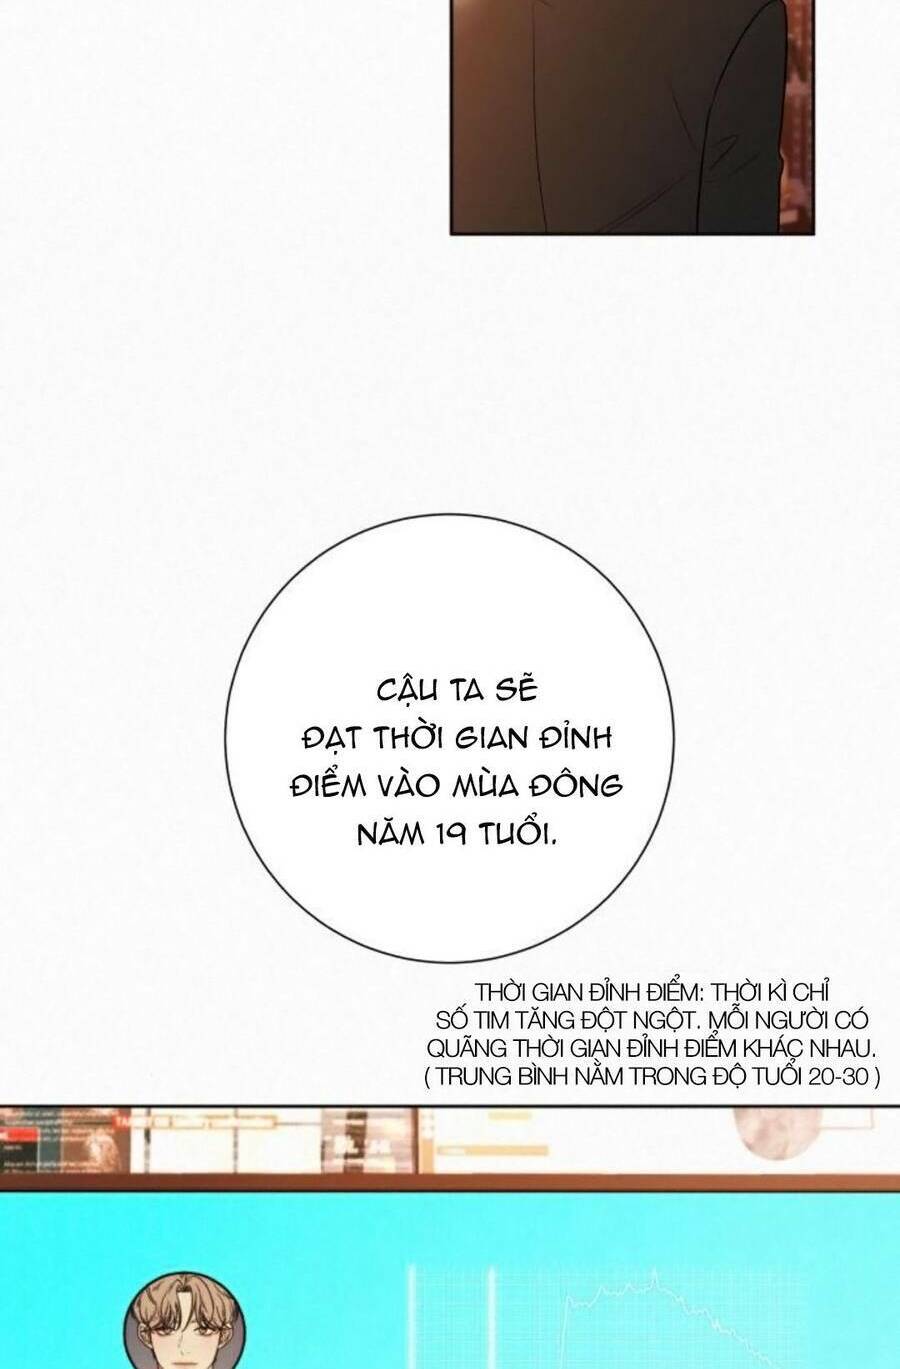 CẬU TA SẼ
ĐẠT THỜI GIAN ĐỈNH
ĐIỂM VÀO MÙA ĐÔNG
NĂM 19 TUỔI.
THỜI GIAN ĐỈNH ĐIỂM: THỜI KÌ CHỈ
SỐ TIM TĂNG ĐỘT NGỘT. MỖI NGƯỜI CÓ
QUÃNG THỜI GIAN ĐỈNH ĐIỂM KHÁC NHAU.
( TRUNG BÌNH NẰM TRONG ĐỘ TUỔI 20-30 )